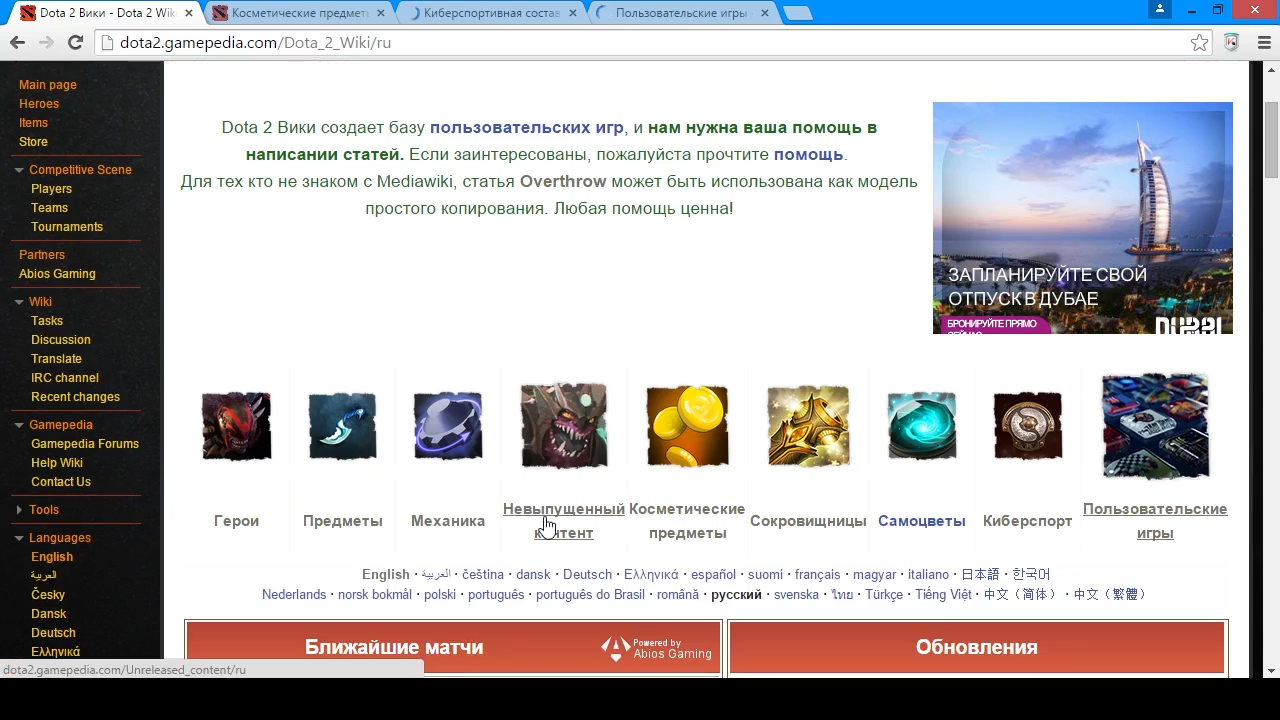 Dota 2 Вики - Dota 2 Wiki
Косметические предмет
Киберспортивная состав
Пользовательские игры
dota2.gamepedia.com/Dota_2_Wiki/ru
Main page
Heroes
Items
Store
Competitive Scene
Players
Teams
Tournaments
Partners
Abios Gaming
Wiki
Tasks
Discussion
Translate
IRC channel
Recent changes
Gamepedia
Gamepedia Forums
Help Wiki
Contact Us
Tools
Languages
English
العربية
Česky
Dansk
Deutsch
Ελληνικά
Dota 2 Вики создает базу пользовательских игр, и нам нужна ваша помощь в
написании статей. Если заинтересованы, пожалуйста прочтите помощь.
Для тех кто не знаком с Mediawiki, статья Overthrow может быть использована как модель
простого копирования. Любая помощь ценна!
ЗАПЛАНИРУЙТЕ СВОЙ
ОТПУСК В ДУБАЕ
БРОНИРУЙТЕ ПРЯМО
СЕЙЧАС
DUBAI
Герои
Предметы
Механика
Невыпущенный
контент
Косметические
предметы
Сокровищницы
Самоцветы
Киберспорт
Пользовательские
игры
English · العربية · čeština · dansk · Deutsch · Ελληνικά · español · suomi · français · magyar · italiano · 日本語 · 한국어
Nederlands · norsk bokmål · polski · português · português do Brasil · română · русский · svenska · ไทย · Türkçe · Tiếng Việt · 中文（简体） · 中文（繁體）
Ближайшие матчи
Powered by
Abios Gaming
Обновления
dota2.gamepedia.com/Unreleased_content/ru